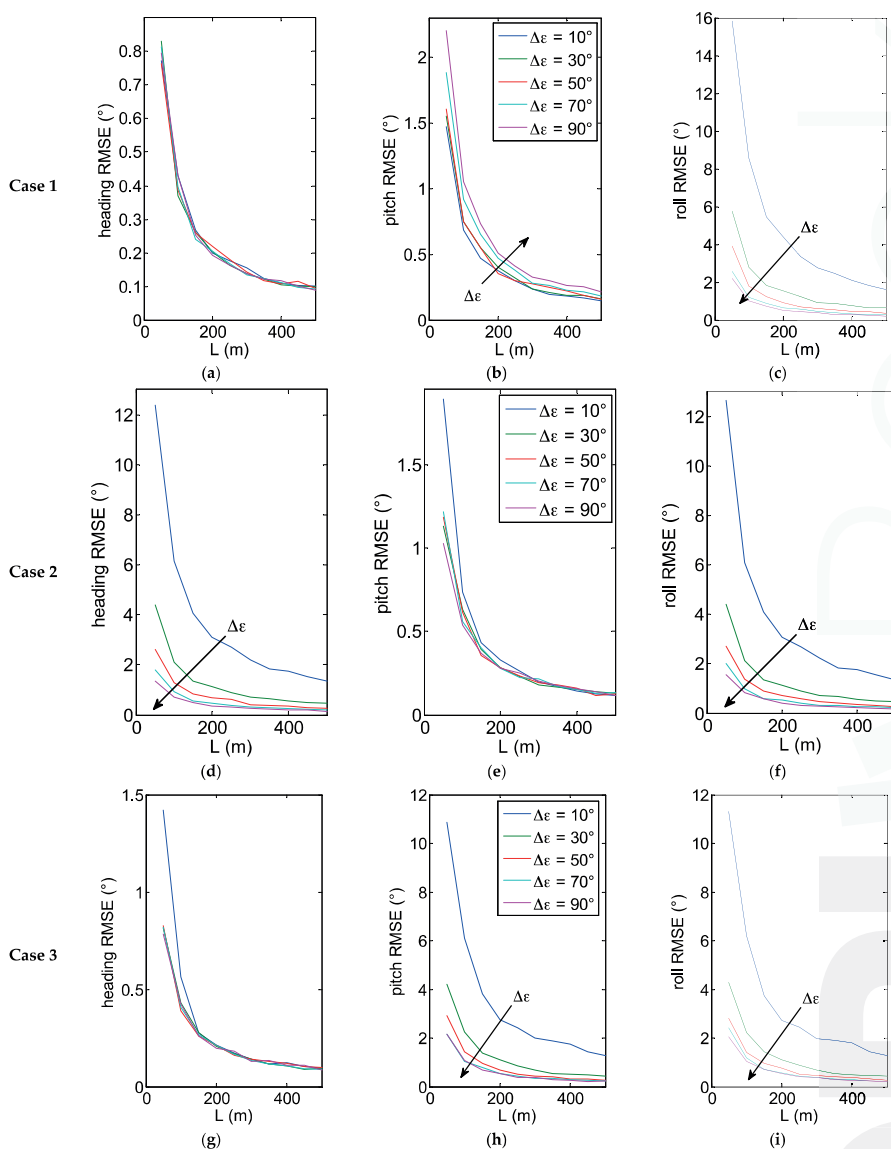 Case 1
heading RMSE (°)
0.8
0.7
0.6
0.5
0.4
0.3
0.2
0.1
0
0 200 400
L (m)
(a)
pitch RMSE (°)
2
1.5
1
0.5
0
0 200 400
L (m)
Δε = 10°
Δε = 30°
Δε = 50°
Δε = 70°
Δε = 90°
Δε
(b)
roll RMSE (°)
16
14
12
10
8
6
4
2
0
0 200 400
L (m)
Δε
(c)
Case 2
heading RMSE (°)
12
10
8
6
4
2
0
0 200 400
L (m)
Δε
(d)
pitch RMSE (°)
1.5
1
0.5
0
0 200 400
L (m)
Δε = 10°
Δε = 30°
Δε = 50°
Δε = 70°
Δε = 90°
(e)
roll RMSE (°)
12
10
8
6
4
2
0
0 200 400
L (m)
Δε
(f)
Case 3
heading RMSE (°)
1.5
1
0.5
0
0 200 400
L (m)
(g)
pitch RMSE (°)
12
10
8
6
4
2
0
0 200 400
L (m)
Δε = 10°
Δε = 30°
Δε = 50°
Δε = 70°
Δε = 90°
Δε
(h)
roll RMSE (°)
12
10
8
6
4
2
0
0 200 400
L (m)
Δε
(i)